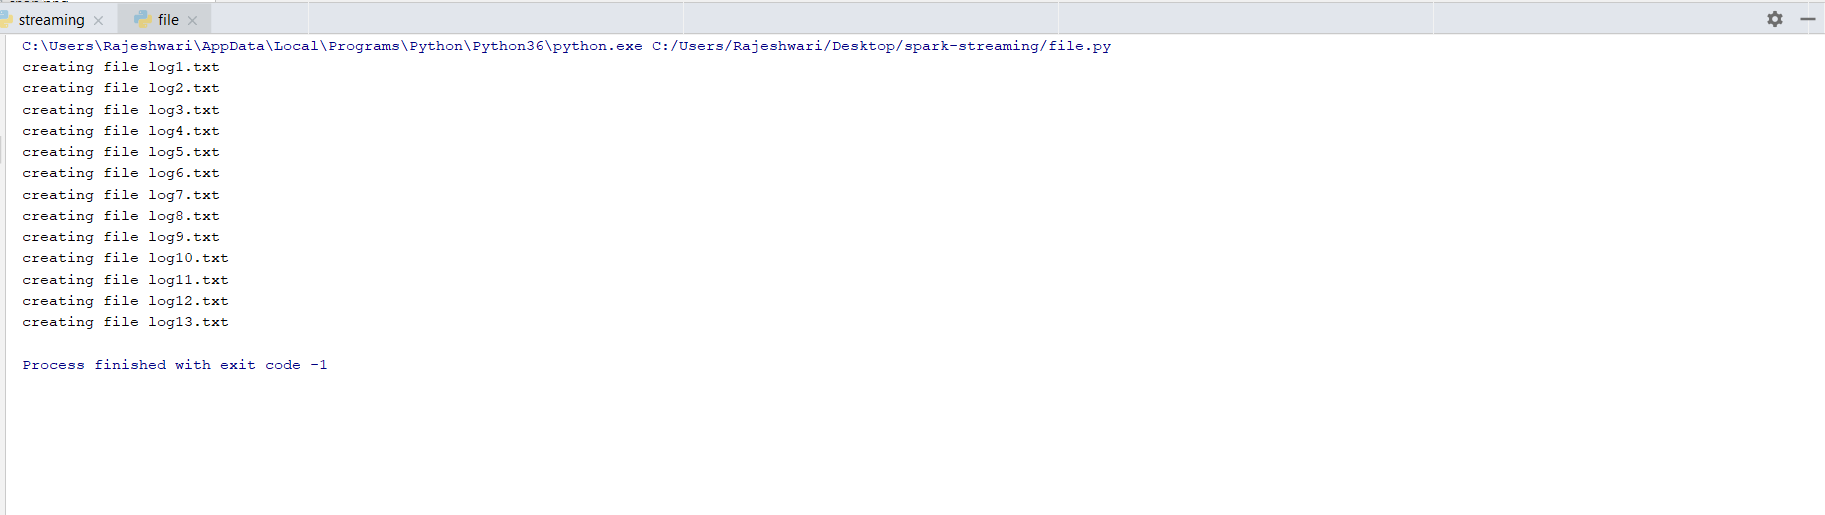 streaming file
C:\Users\Rajeshwari\AppData\Local\Programs\Python\Python36\python.exe C:/Users/Rajeshwari/Desktop/spark-streaming/file.py
creating file log1.txt
creating file log2.txt
creating file log3.txt
creating file log4.txt
creating file log5.txt
creating file log6.txt
creating file log7.txt
creating file log8.txt
creating file log9.txt
creating file log10.txt
creating file log11.txt
creating file log12.txt
creating file log13.txt
Process finished with exit code -1